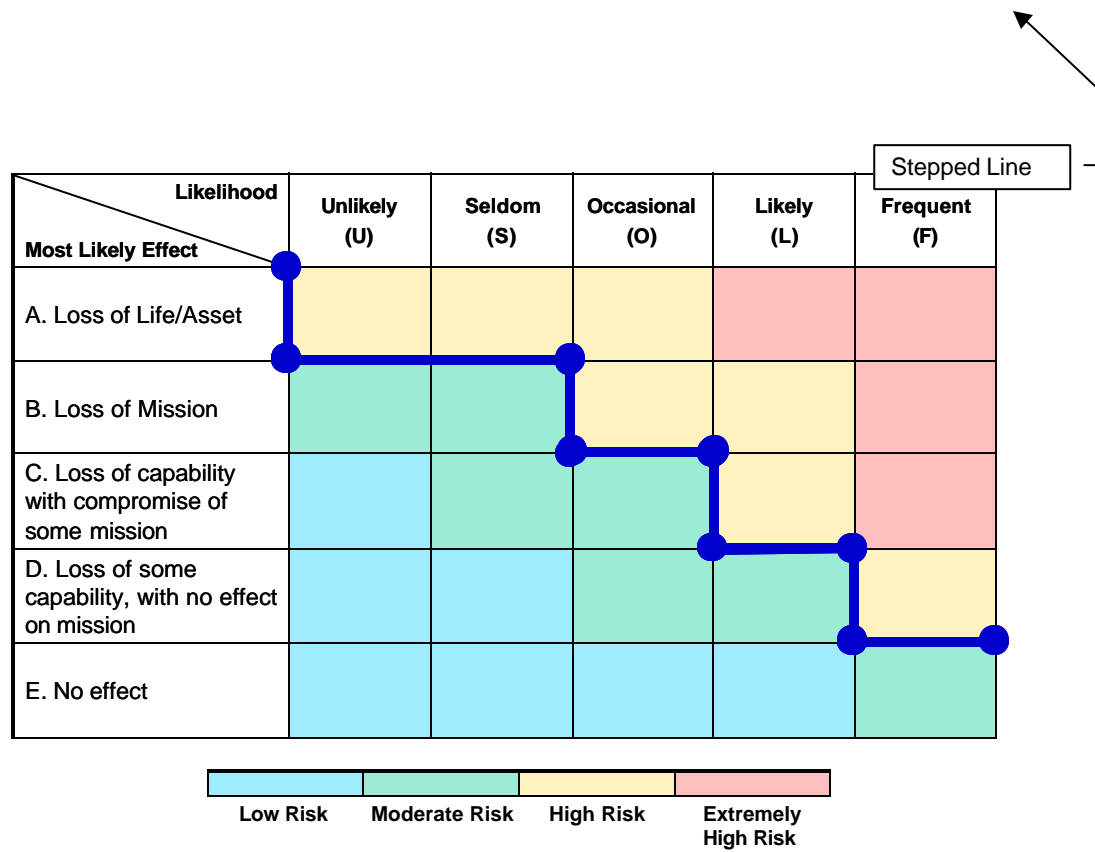 Stepped Line
Likelihood
Most Likely Effect
Unlikely
(U)
Seldom
(S)
Occasional
(O)
Likely
(L)
Frequent
(F)
A. Loss of Life/Asset
B. Loss of Mission
C. Loss of capability
with compromise of
some mission
D. Loss of some
capability, with no effect
on mission
E. No effect
Low Risk
Moderate Risk
High Risk
Extremely
High Risk